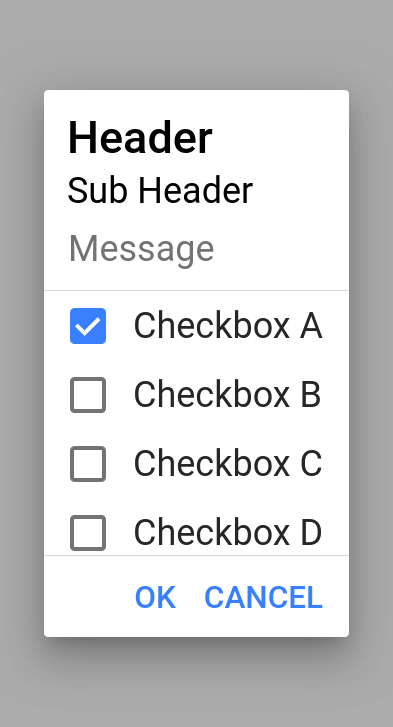 Header
Sub Header
Message
Checkbox A
Checkbox B
Checkbox C
Checkbox D
OK CANCEL